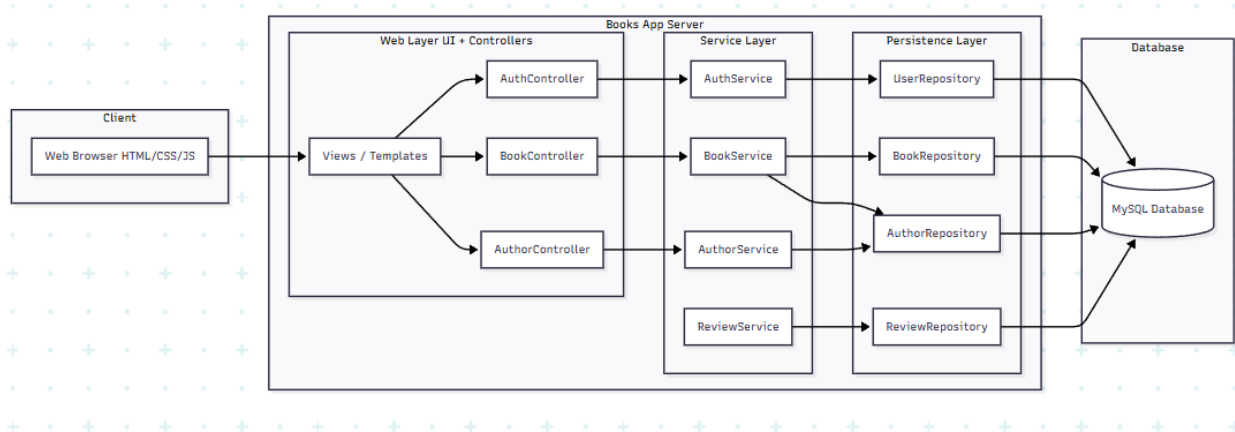 Books App Server
Web Layer UI + Controllers
Service Layer
Persistence Layer
Database
AuthController
AuthService
UserRepository
Client
Web Browser HTML/CSS/JS
Views / Templates
BookController
BookService
BookRepository
MySQL Database
AuthorController
AuthorService
AuthorRepository
ReviewService
ReviewRepository